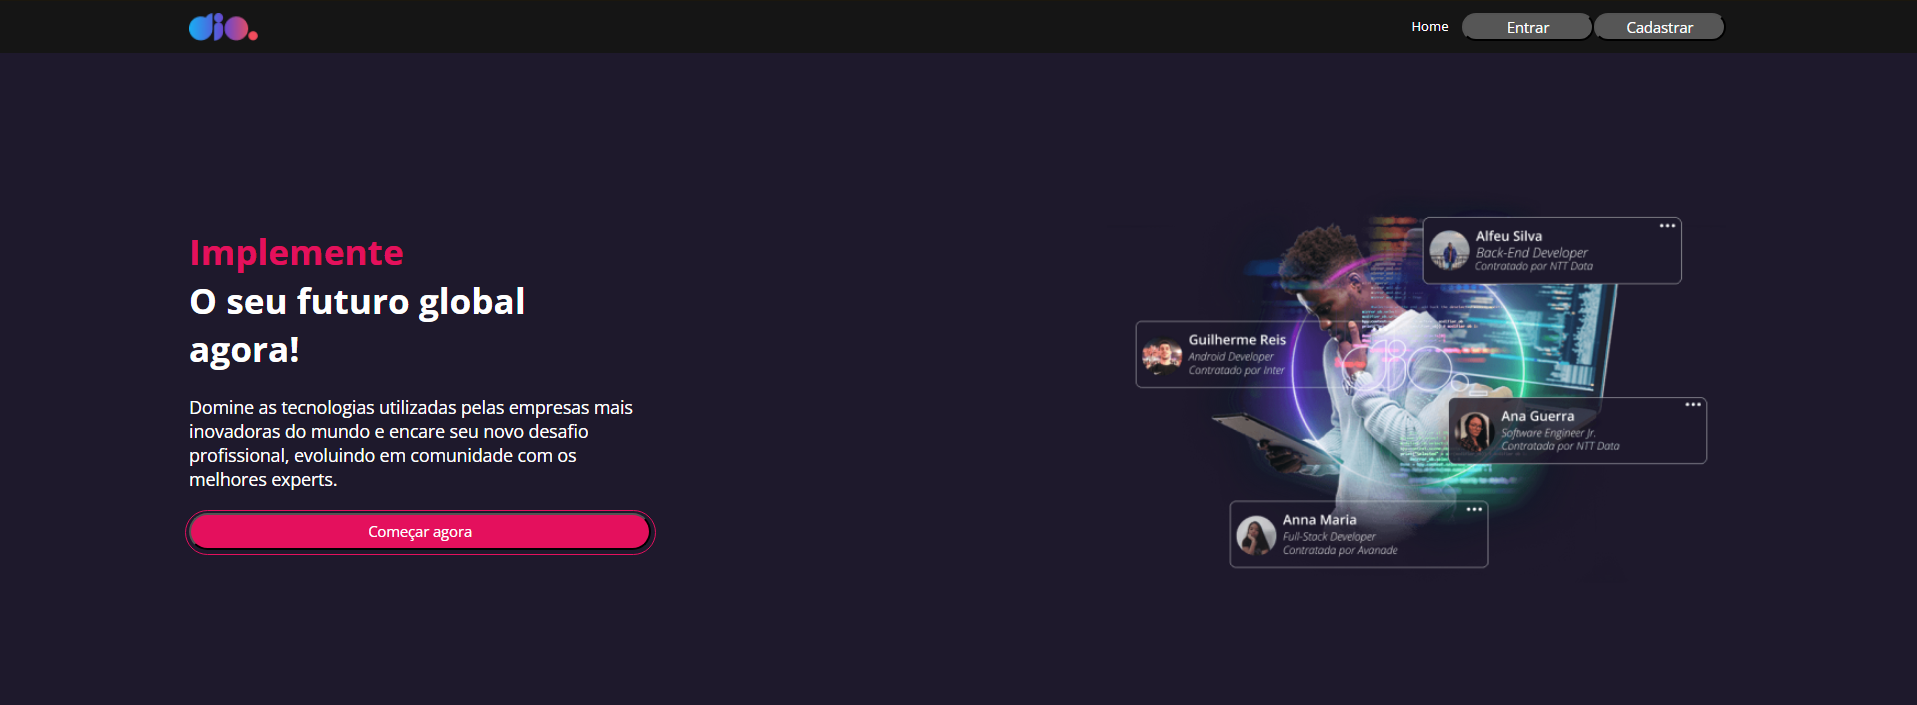 dio.
Home
Entrar
Cadastrar
Implemente
O seu futuro global
agora!
Domine as tecnologias utilizadas pelas empresas mais
inovadoras do mundo e encare seu novo desafio
profissional, evoluindo em comunidade com os
melhores experts.
Começar agora
Alfeu Silva
Back-End Developer
Contratado por NTT Data
Guilherme Reis
Android Developer
Contratado por Inter
dio.
Ana Guerra
Software Engineer Jr.
Contratada por NTT Data
Anna Maria
Full-Stack Developer
Contratada por Avanade